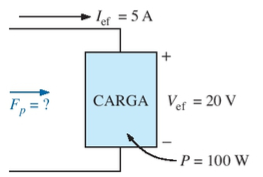 I_ef = 5 A
+
F_p = ?
CARGA
V_ef = 20 V
−
P = 100 W